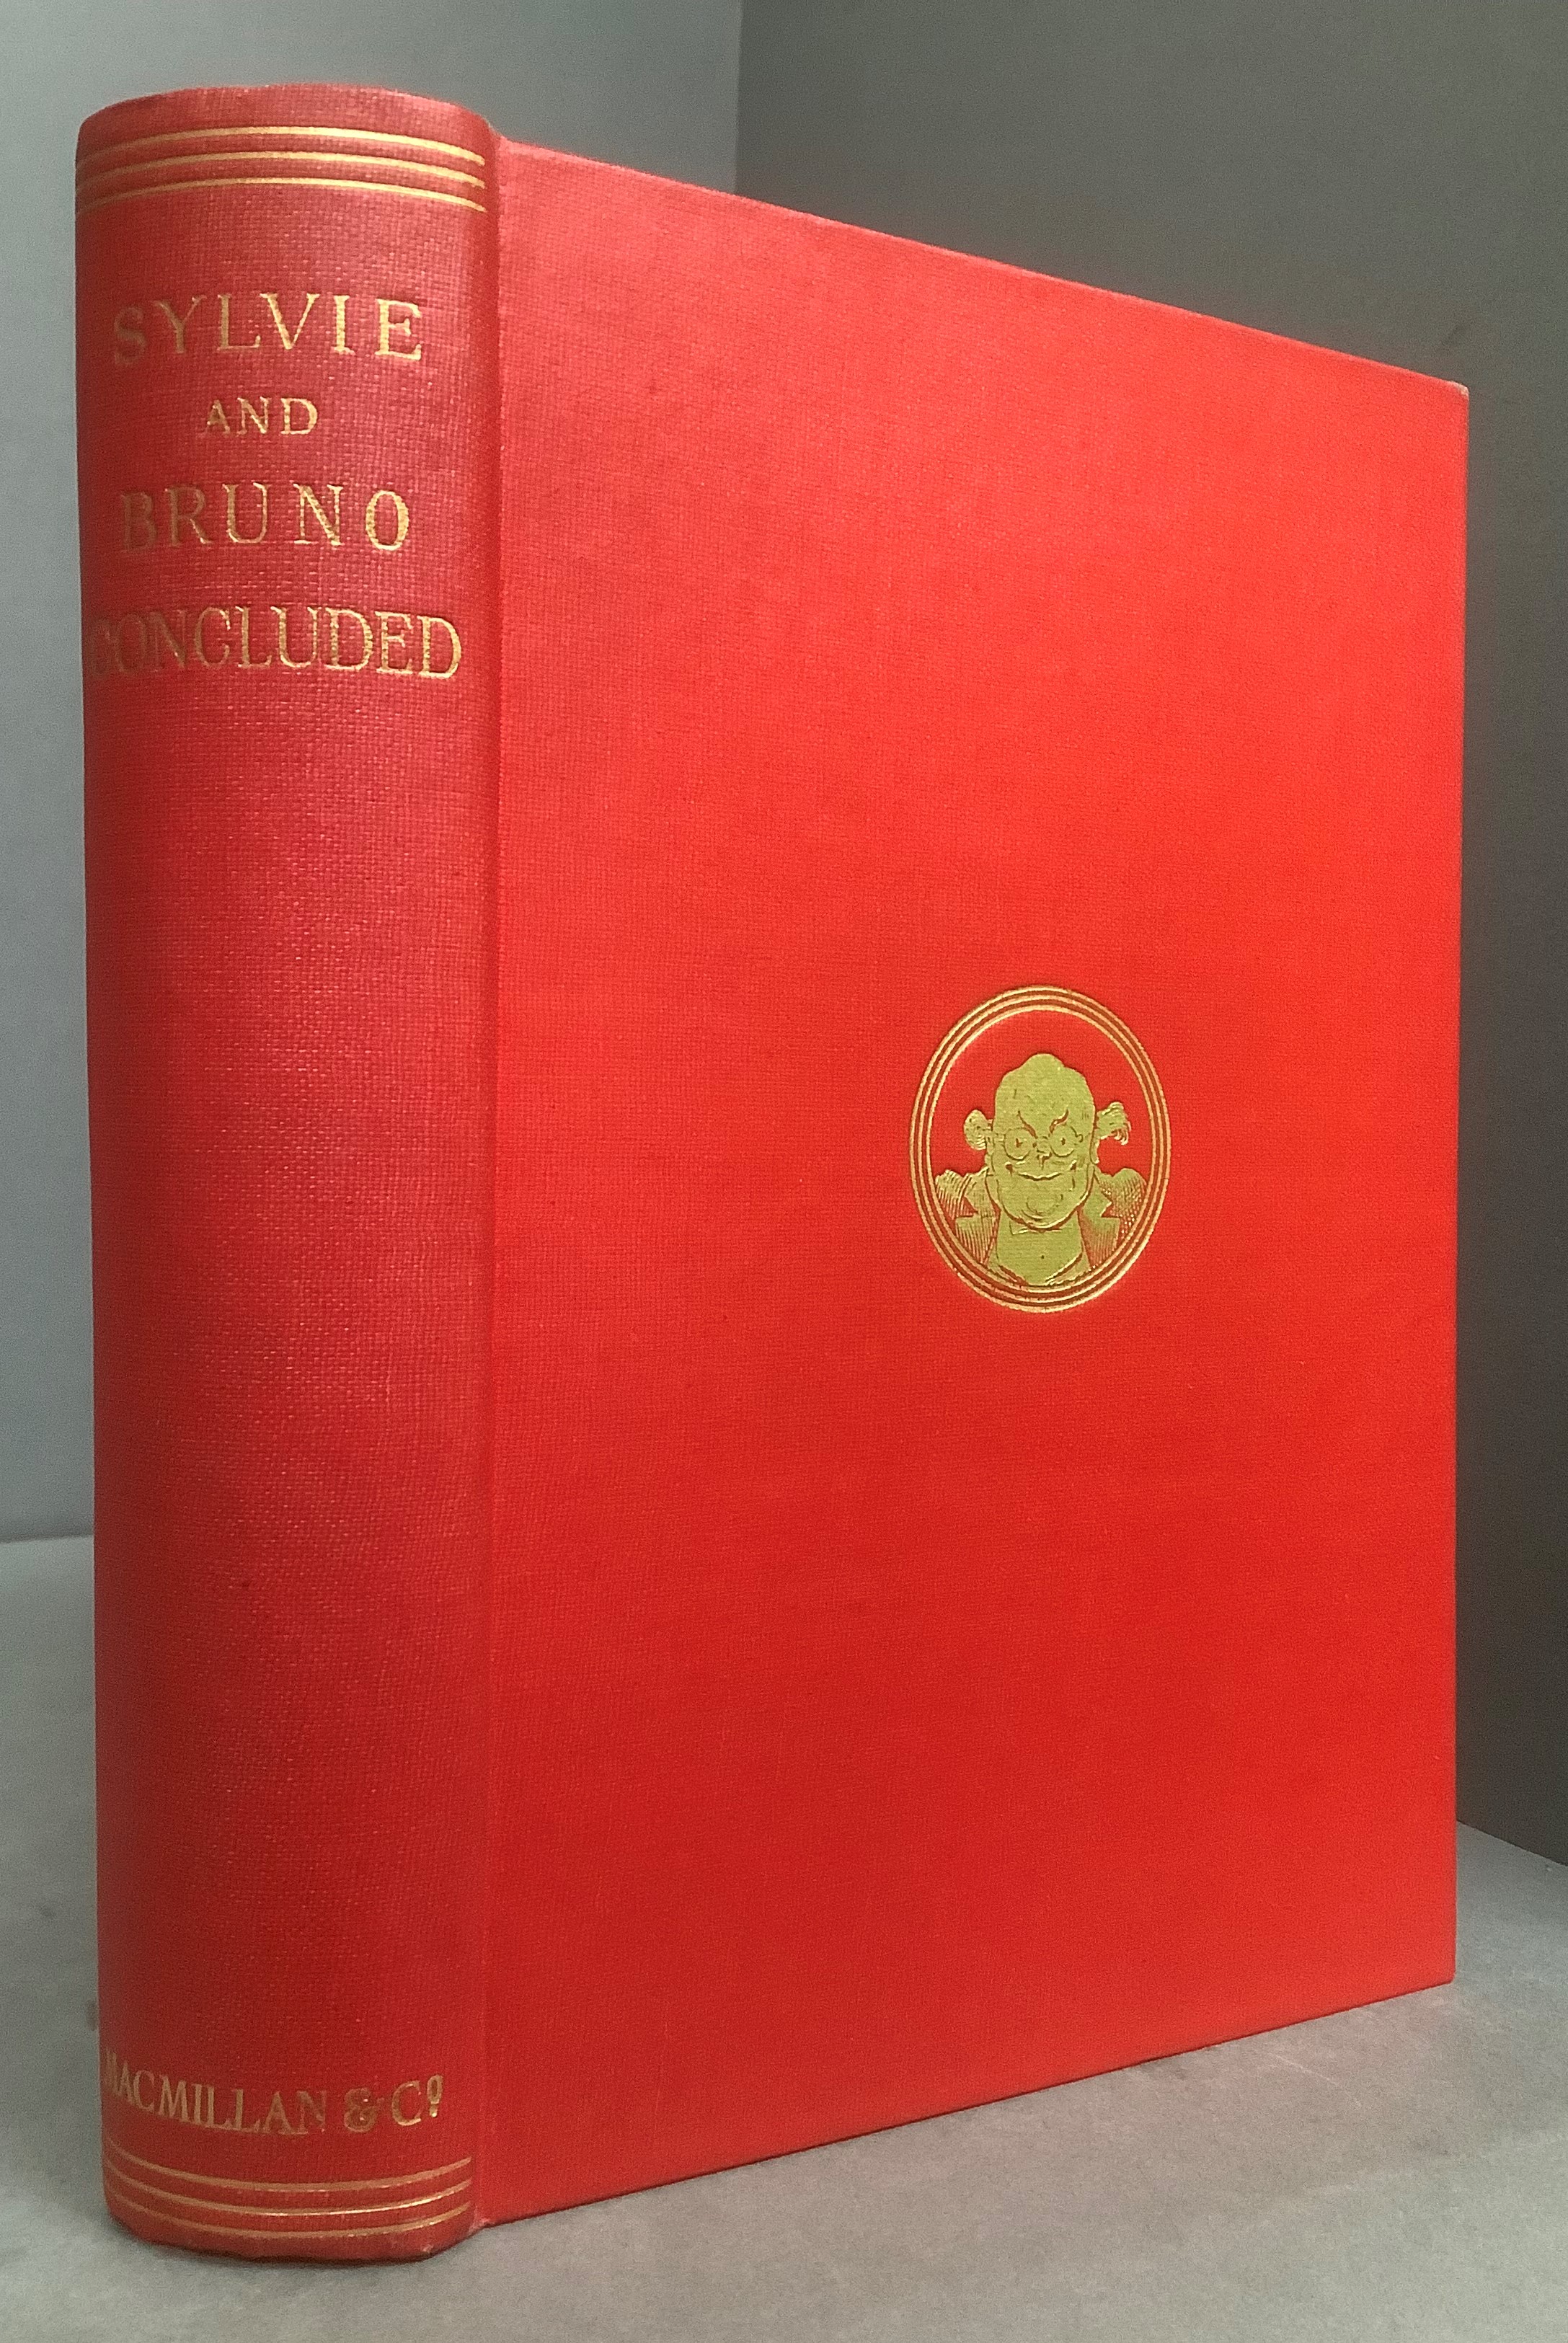 SYLVIE
AND
BRUNO
CONCLUDED
MACMILLAN & Cº